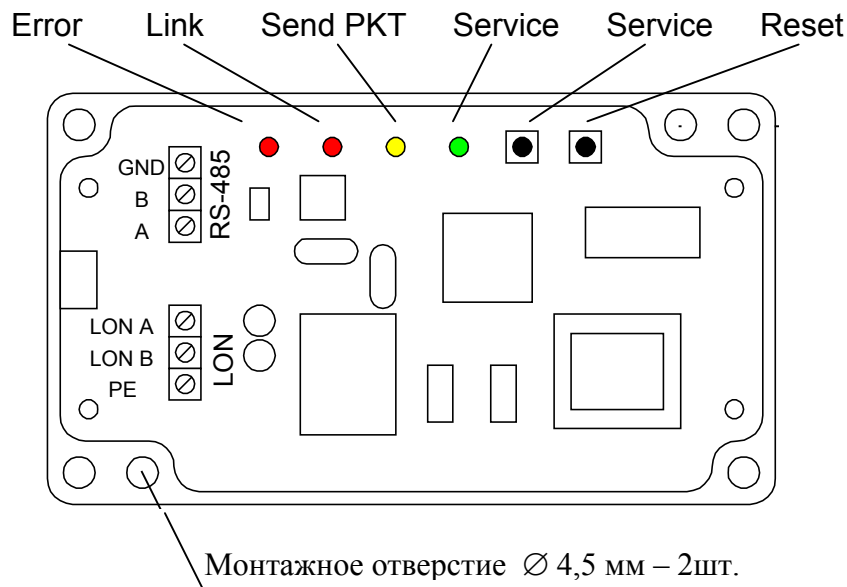 Error Link Send PKT Service Service Reset
GND
B
A
RS-485
LON A
LON B
PE
LON
Монтажное отверстие ∅ 4,5 мм – 2шт.